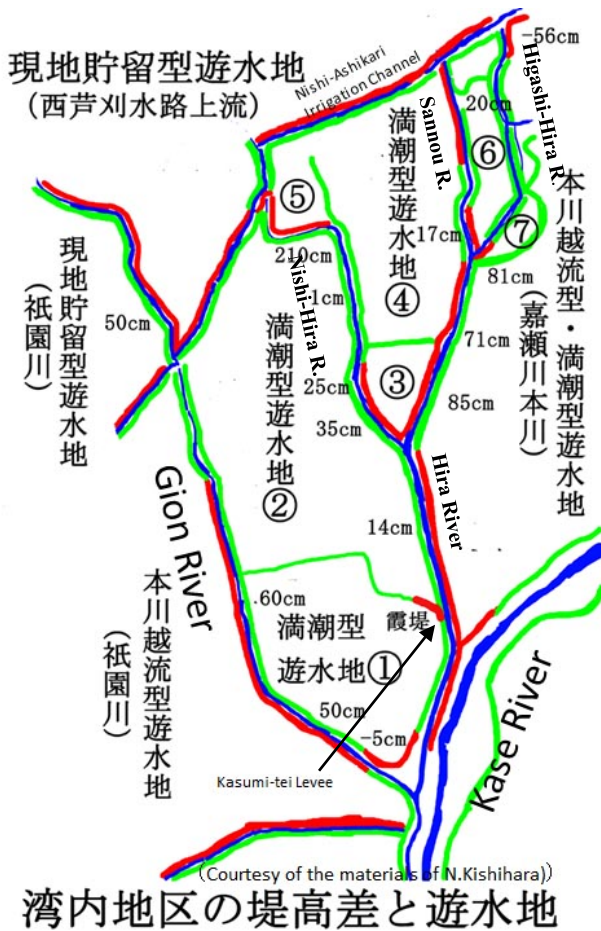 -56cm
現地貯留型遊水地
(西芦刈水路上流)
Nishi-Ashikari
Irrigation Channel
Higashi-Hira R.
Sannou R.
20cm
⑥
満潮型遊水地
④
⑤
⑦
本川越流型・満潮型遊水地
(嘉瀬川本川)
現地貯留型遊水地
(祇園川)
50cm
210cm
17cm
81cm
Nishi-Hira R.
1cm
満潮型遊水地
②
71cm
③
25cm
85cm
35cm
Hira River
Gion River
14cm
60cm
本川越流型遊水地
(祇園川)
満潮型
遊水地①
霞堤
50cm
-5cm
Kase River
Kasumi-tei Levee
(Courtesy of the materials of N.Kishihara))
湾内地区の堤高差と遊水地